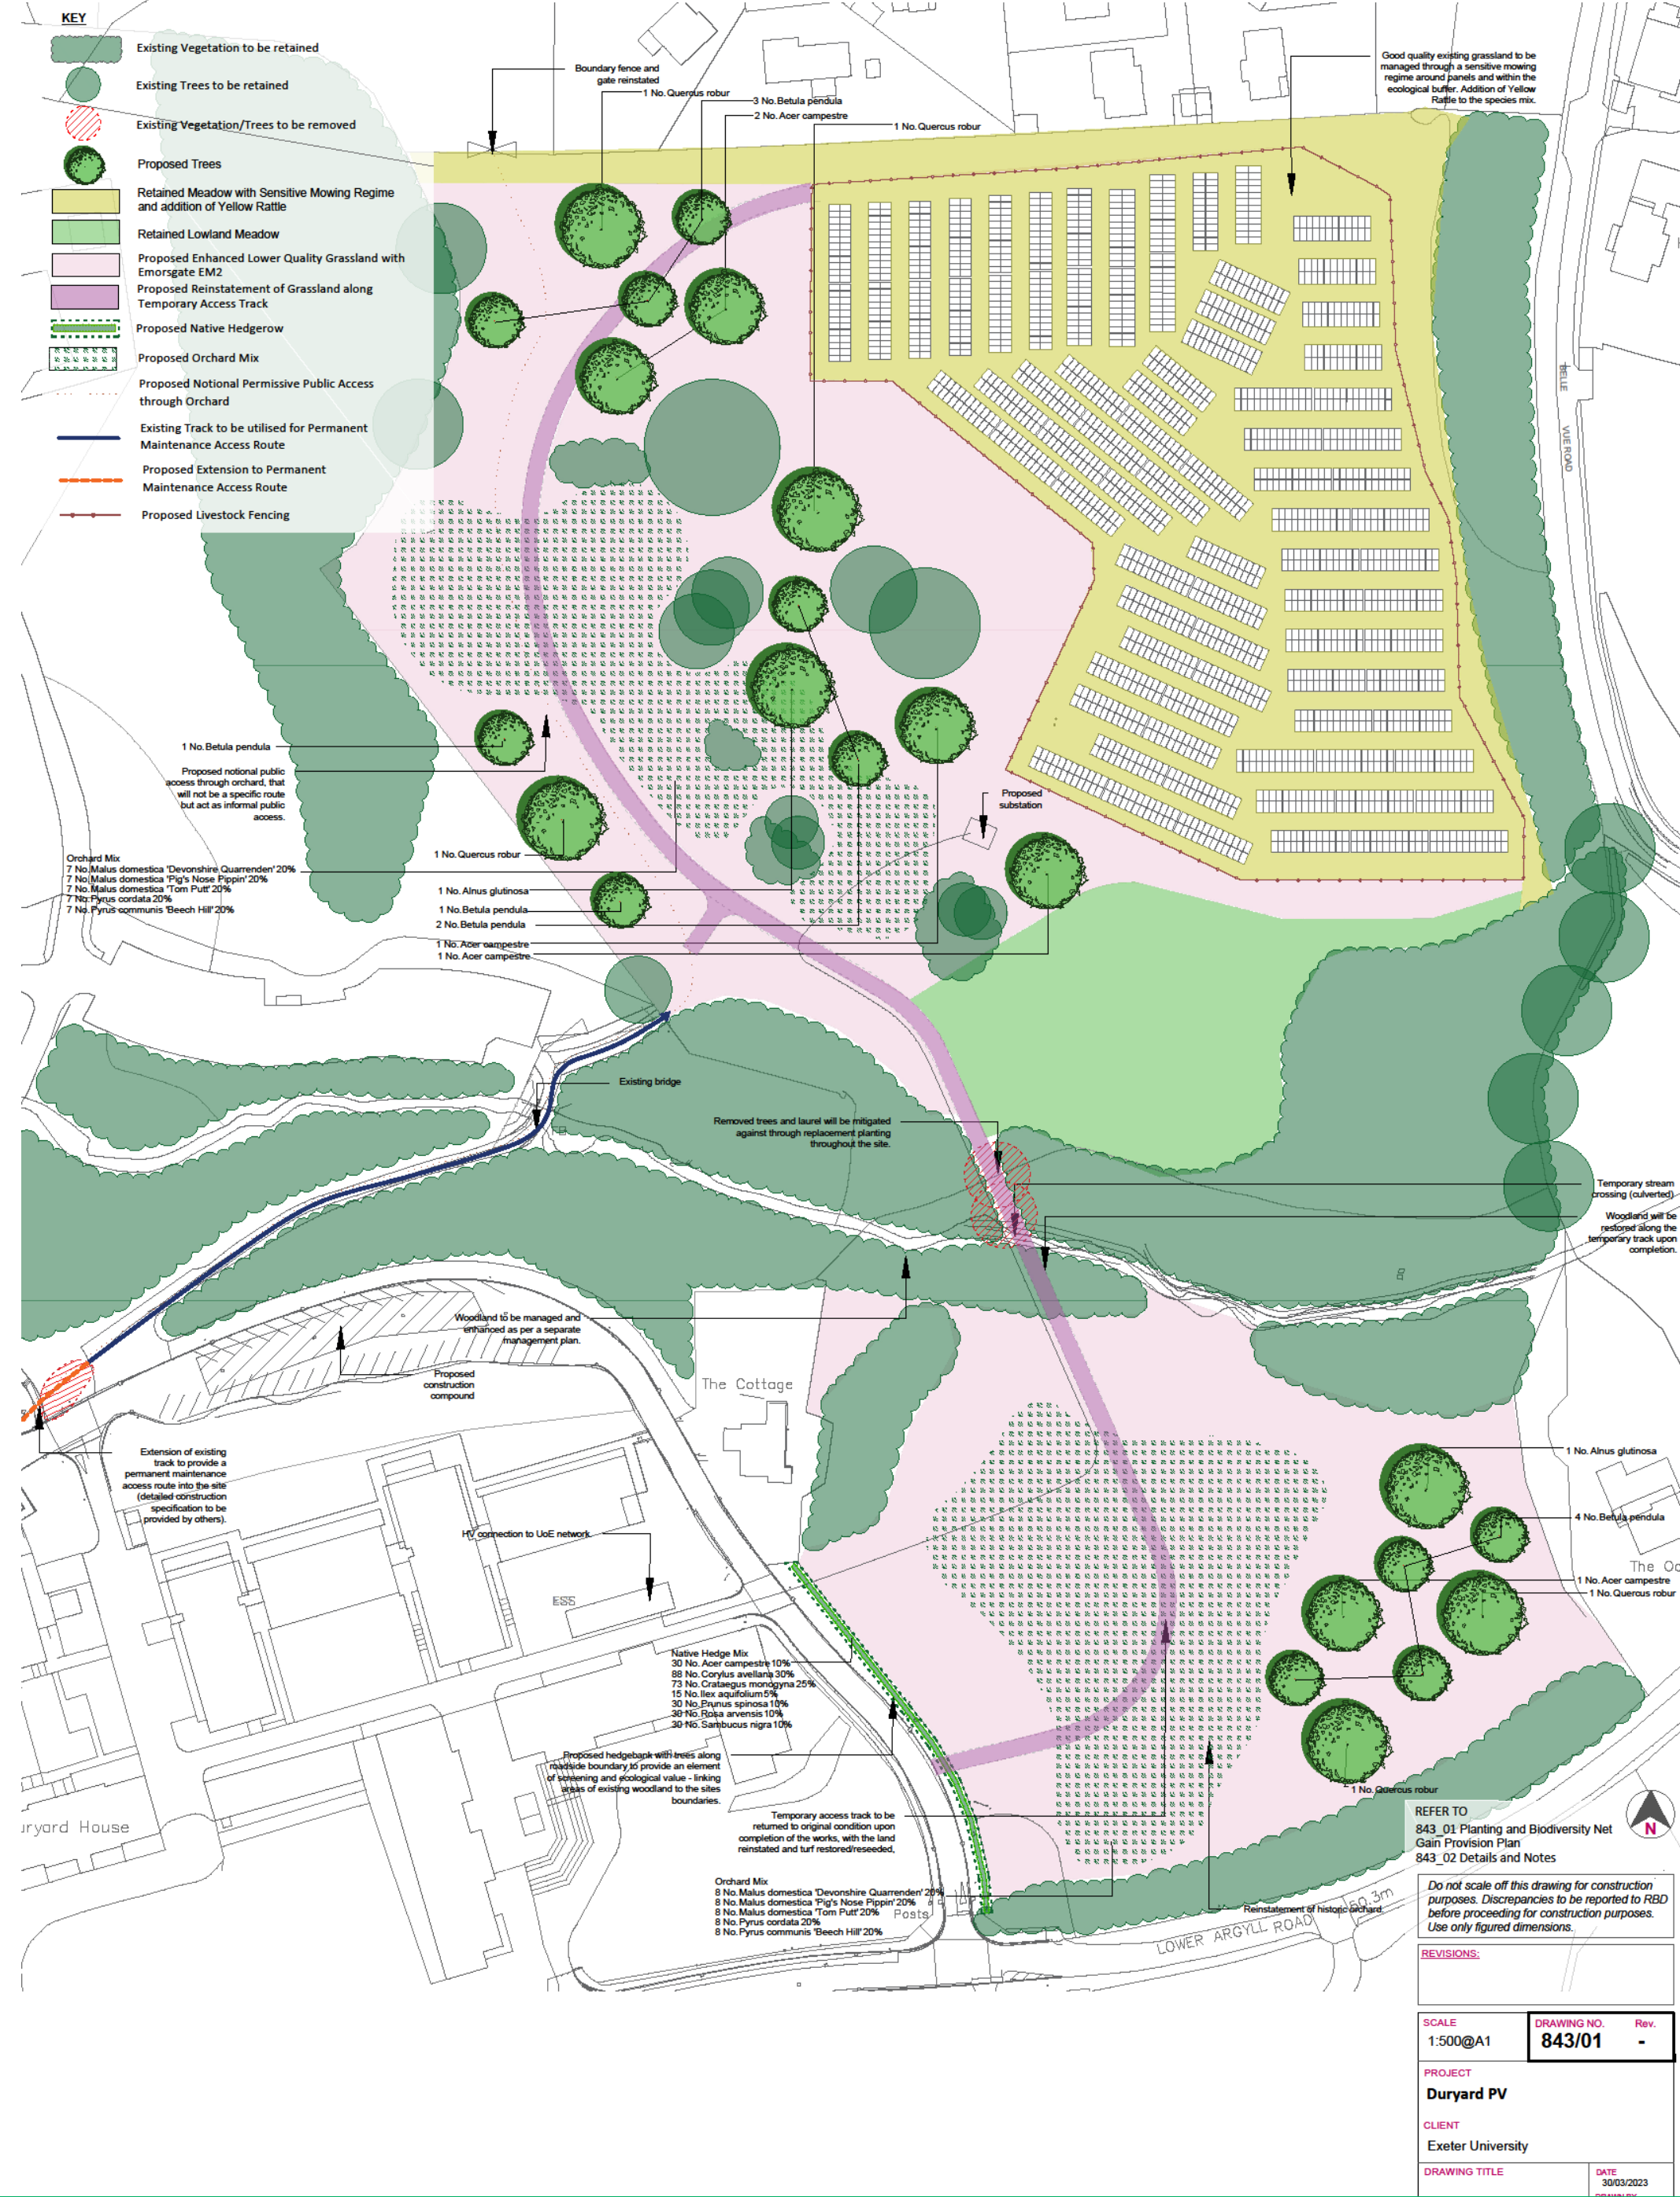 KEY
Existing Vegetation to be retained
Existing Trees to be retained
Existing Vegetation/Trees to be removed
Proposed Trees
Retained Meadow with Sensitive Mowing Regime
and addition of Yellow Rattle
Retained Lowland Meadow
Proposed Enhanced Lower Quality Grassland with
Emorsgate EM2
Proposed Reinstatement of Grassland along
Temporary Access Track
Proposed Native Hedgerow
Proposed Orchard Mix
Proposed Notional Permissive Public Access
through Orchard
Existing Track to be utilised for Permanent
Maintenance Access Route
Proposed Extension to Permanent
Maintenance Access Route
Proposed Livestock Fencing
Boundary fence and
gate reinstated
1 No.Quercus robur
3 No.Betula pendula
2 No.Acer campestre
1 No.Quercus robur
Good quality existing grassland to be
managed through a sensitive mowing
regime around panels and within the
ecological buffer. Addition of Yellow
Rattle to the species mix.
BELLE
VUE ROAD
1 No.Betula pendula
Proposed notional public
access through orchard, that
will not be a specific route
but act as informal public
access.
Proposed
substation
Orchard Mix
7 No.Malus domestica 'Devonshire Quarrenden' 20%
7 No.Malus domestica 'Pig's Nose Pippin' 20%
7 No.Malus domestica 'Tom Putt' 20%
7 No.Pyrus cordata 20%
7 No.Pyrus communis 'Beech Hill' 20%
1 No.Quercus robur
1 No. Alnus glutinosa
1 No.Betula pendula
2 No.Betula pendula
1 No. Acer campestre
1 No. Acer campestre
Existing bridge
FB
Removed trees and laurel will be mitigated
against through replacement planting
throughout the site.
Temporary stream
crossing (culverted)
Woodland will be
restored along the
temporary track upon
completion.
Woodland to be managed and
enhanced as per a separate
management plan.
Proposed
construction
compound
The Cottage
Extension of existing
track to provide a
permanent maintenance
access route into the site
(detailed construction
specification to be
provided by others).
HV connection to UoE network
ESS
1 No. Alnus glutinosa
4 No.Betula pendula
The Oc
1 No. Acer campestre
1 No.Quercus robur
Native Hedge Mix
30 No. Acer campestre 10%
88 No. Corylus avellana 30%
73 No. Crataegus monogyna 25%
15 No.Ilex aquifolium 5%
30 No.Prunus spinosa 10%
30 No.Rosa arvensis 10%
30 No.Sambucus nigra 10%
Proposed hedgebank with trees along
roadside boundary to provide an element
of screening and ecological value - linking
areas of existing woodland to the sites
boundaries.
1 No. Quercus robur
Temporary access track to be
returned to original condition upon
completion of the works, with the land
reinstated and turf restored/reseeded,
uryard House
Orchard Mix
8 No.Malus domestica 'Devonshire Quarrenden' 20%
8 No.Malus domestica 'Pig's Nose Pippin' 20%
8 No.Malus domestica 'Tom Putt' 20%
8 No.Pyrus cordata 20%
8 No.Pyrus communis 'Beech Hill' 20%
Posts
Reinstatement of historic orchard
LOWER ARGYLL ROAD
60.3m
REFER TO
843_01 Planting and Biodiversity Net
Gain Provision Plan
843_02 Details and Notes
N
Do not scale off this drawing for construction
purposes. Discrepancies to be reported to RBD
before proceeding for construction purposes.
Use only figured dimensions.
REVISIONS:
SCALE
1:500@A1
DRAWING NO.
Rev.
843/01
-
PROJECT
Duryard PV
CLIENT
Exeter University
DRAWING TITLE
DATE
30/03/2023